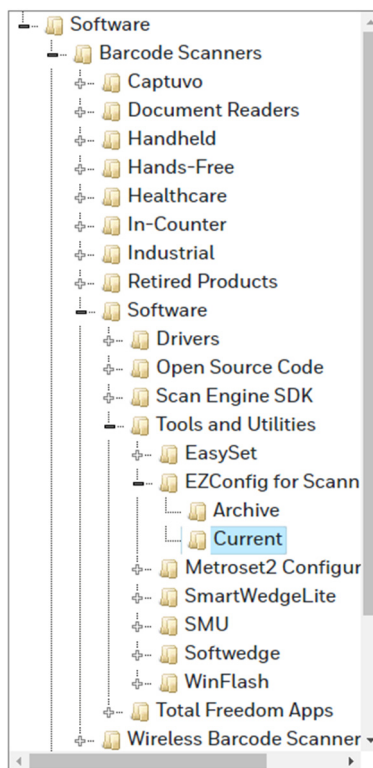 Software
Barcode Scanners
Captuvo
Document Readers
Handheld
Hands-Free
Healthcare
In-Counter
Industrial
Retired Products
Software
Drivers
Open Source Code
Scan Engine SDK
Tools and Utilities
EasySet
EZConfig for Scann
Archive
Current
Metroset2 Configur
SmartWedgeLite
SMU
Softwedge
WinFlash
Total Freedom Apps
Wireless Barcode Scanner